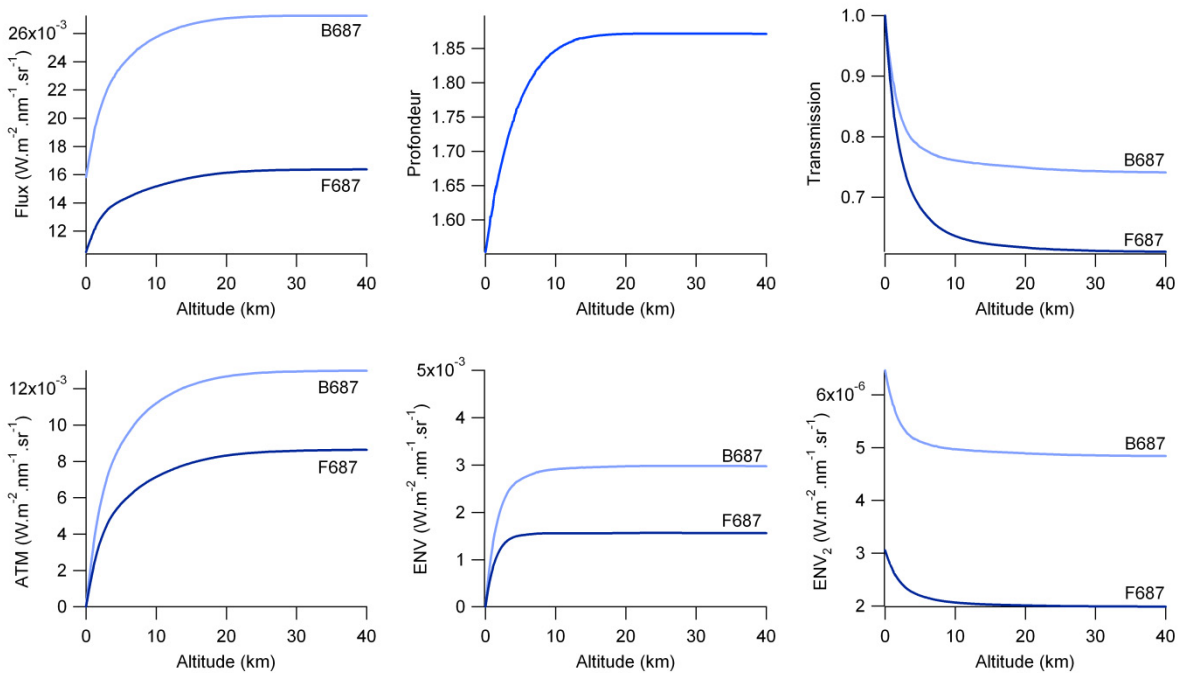 Flux (W.m⁻².nm⁻¹.sr⁻¹)
26x10⁻³
24
22
20
18
16
14
12
B687
F687
0 10 20 30 40
Altitude (km)
Profondeur
1.85
1.80
1.75
1.70
1.65
1.60
0 10 20 30 40
Altitude (km)
Transmission
1.0
0.9
0.8
0.7
B687
F687
0 10 20 30 40
Altitude (km)
ATM (W.m⁻².nm⁻¹.sr⁻¹)
12x10⁻³
10
8
6
4
2
0
B687
F687
0 10 20 30 40
Altitude (km)
ENV (W.m⁻².nm⁻¹.sr⁻¹)
5x10⁻³
4
3
2
1
0
B687
F687
0 10 20 30 40
Altitude (km)
ENV₂ (W.m⁻².nm⁻¹.sr⁻¹)
6x10⁻⁶
5
4
3
2
B687
F687
0 10 20 30 40
Altitude (km)